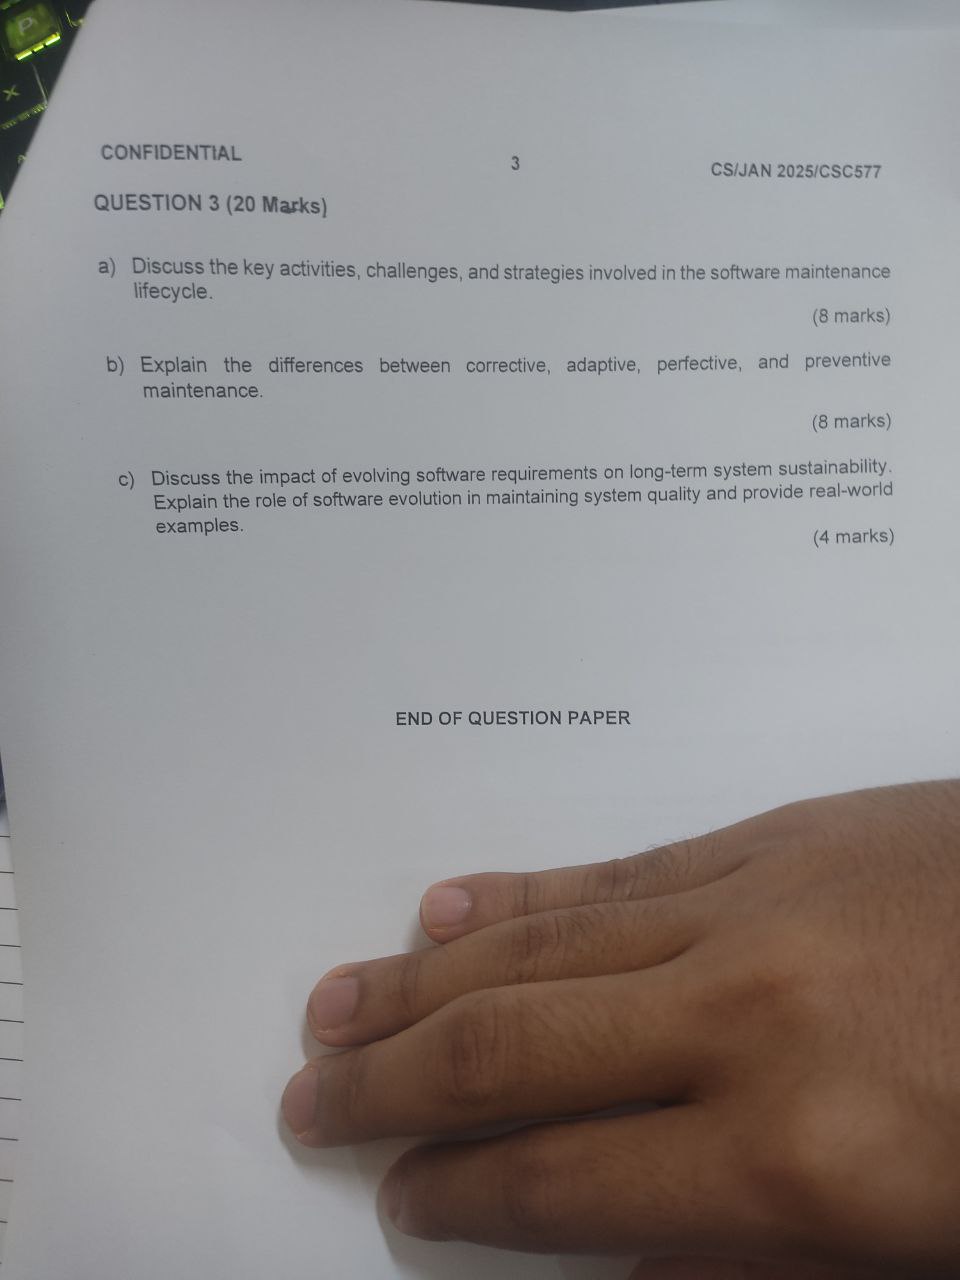 CONFIDENTIAL
3
CS/JAN 2025/CSC577
QUESTION 3 (20 Marks)
a) Discuss the key activities, challenges, and strategies involved in the software maintenance
lifecycle.
(8 marks)
b) Explain the differences between corrective, adaptive, perfective, and preventive
maintenance.
(8 marks)
c) Discuss the impact of evolving software requirements on long-term system sustainability.
Explain the role of software evolution in maintaining system quality and provide real-world
examples.
(4 marks)
END OF QUESTION PAPER
P
X